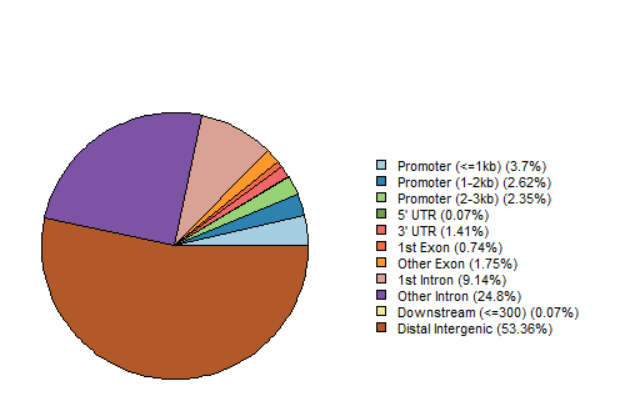 Promoter (<=1kb) (3.7%)
Promoter (1-2kb) (2.62%)
Promoter (2-3kb) (2.35%)
5' UTR (0.07%)
3' UTR (1.41%)
1st Exon (0.74%)
Other Exon (1.75%)
1st Intron (9.14%)
Other Intron (24.8%)
Downstream (<=300) (0.07%)
Distal Intergenic (53.36%)